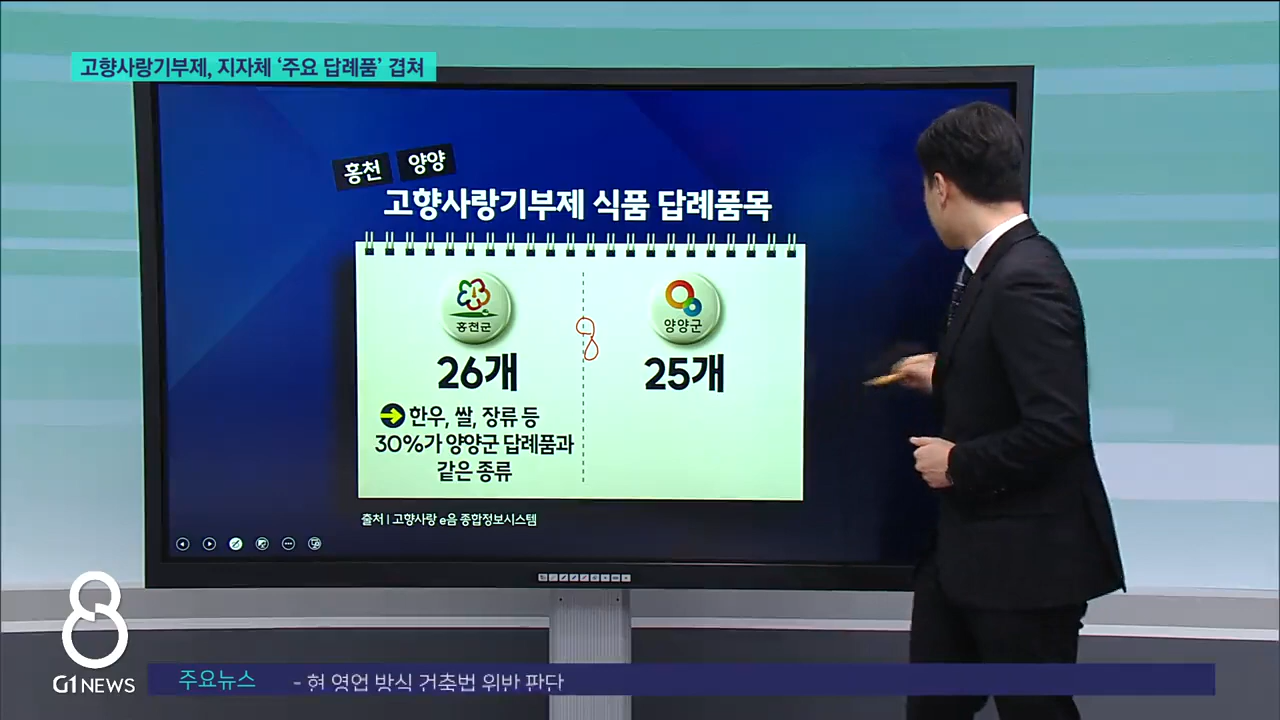 고향사랑기부제, 지자체 ‘주요 답례품’ 겹쳐
홍천 양양
고향사랑기부제 식품 답례품목
홍천군
26개
한우, 쌀, 장류 등
30%가 양양군 답례품과
같은 종류
양양군
25개
8
출처 | 고향사랑 e음 종합정보시스템
8
G1 NEWS
주요뉴스 - 현 영업 방식 건축법 위반 판단